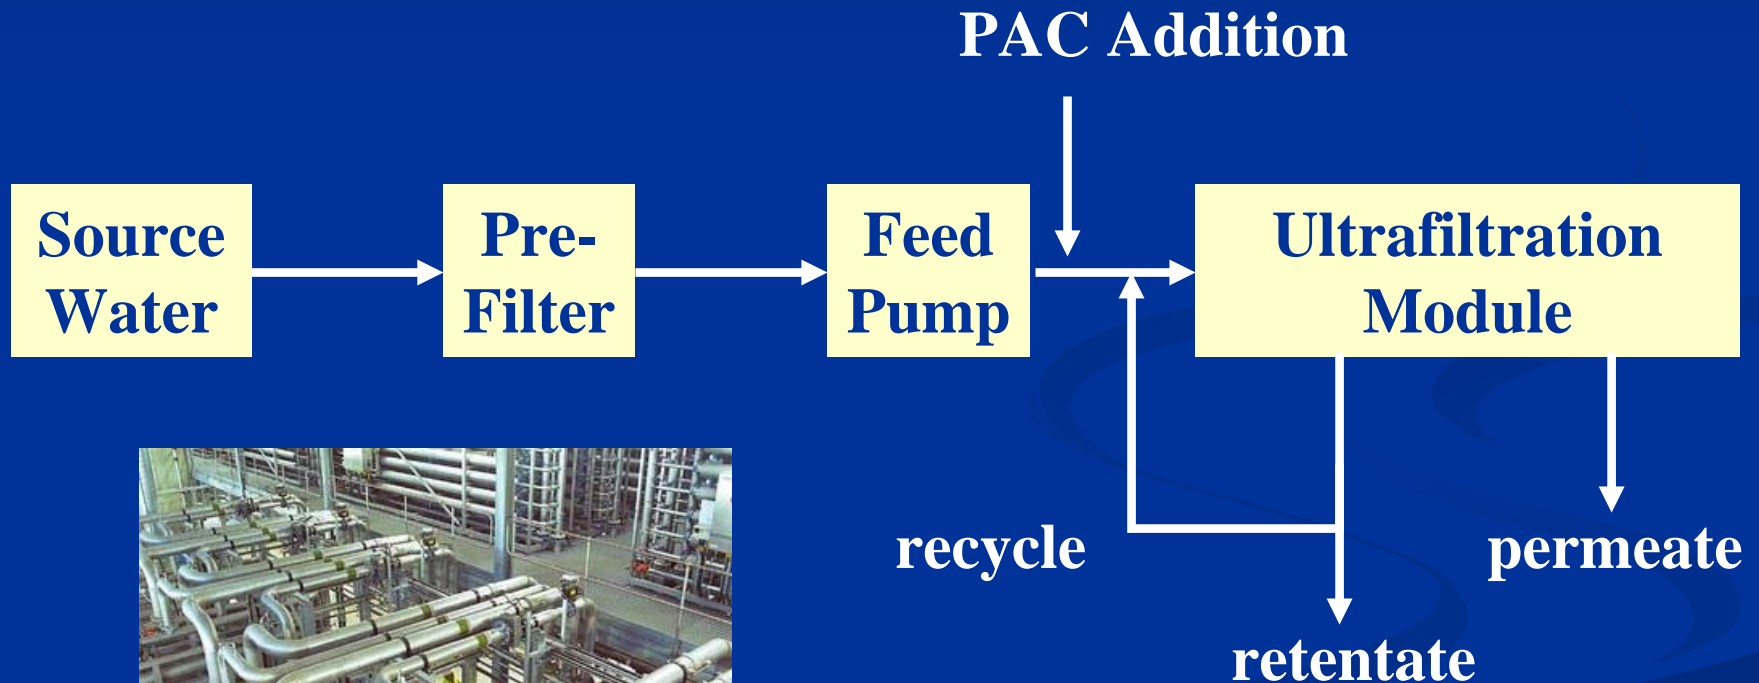 PAC Addition
Source
Water
Pre-
Filter
Feed
Pump
Ultrafiltration
Module
recycle
permeate
retentate